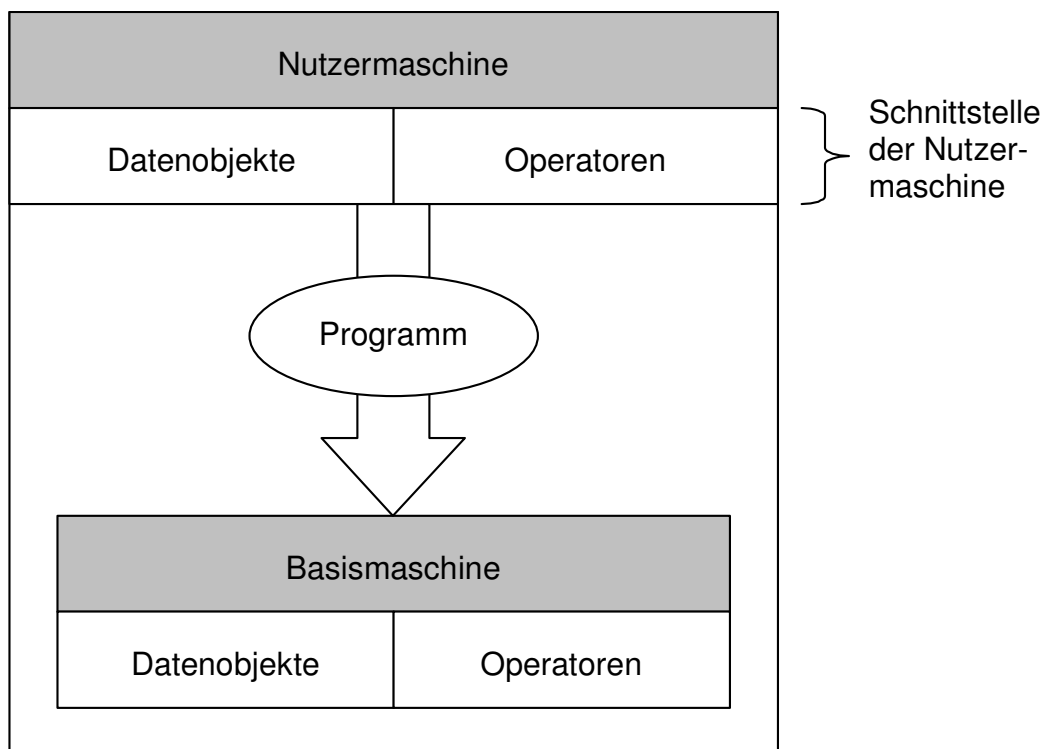 Nutzermaschine
Datenobjekte
Operatoren
Schnittstelle
der Nutzer-
maschine
Programm
Basismaschine
Datenobjekte
Operatoren